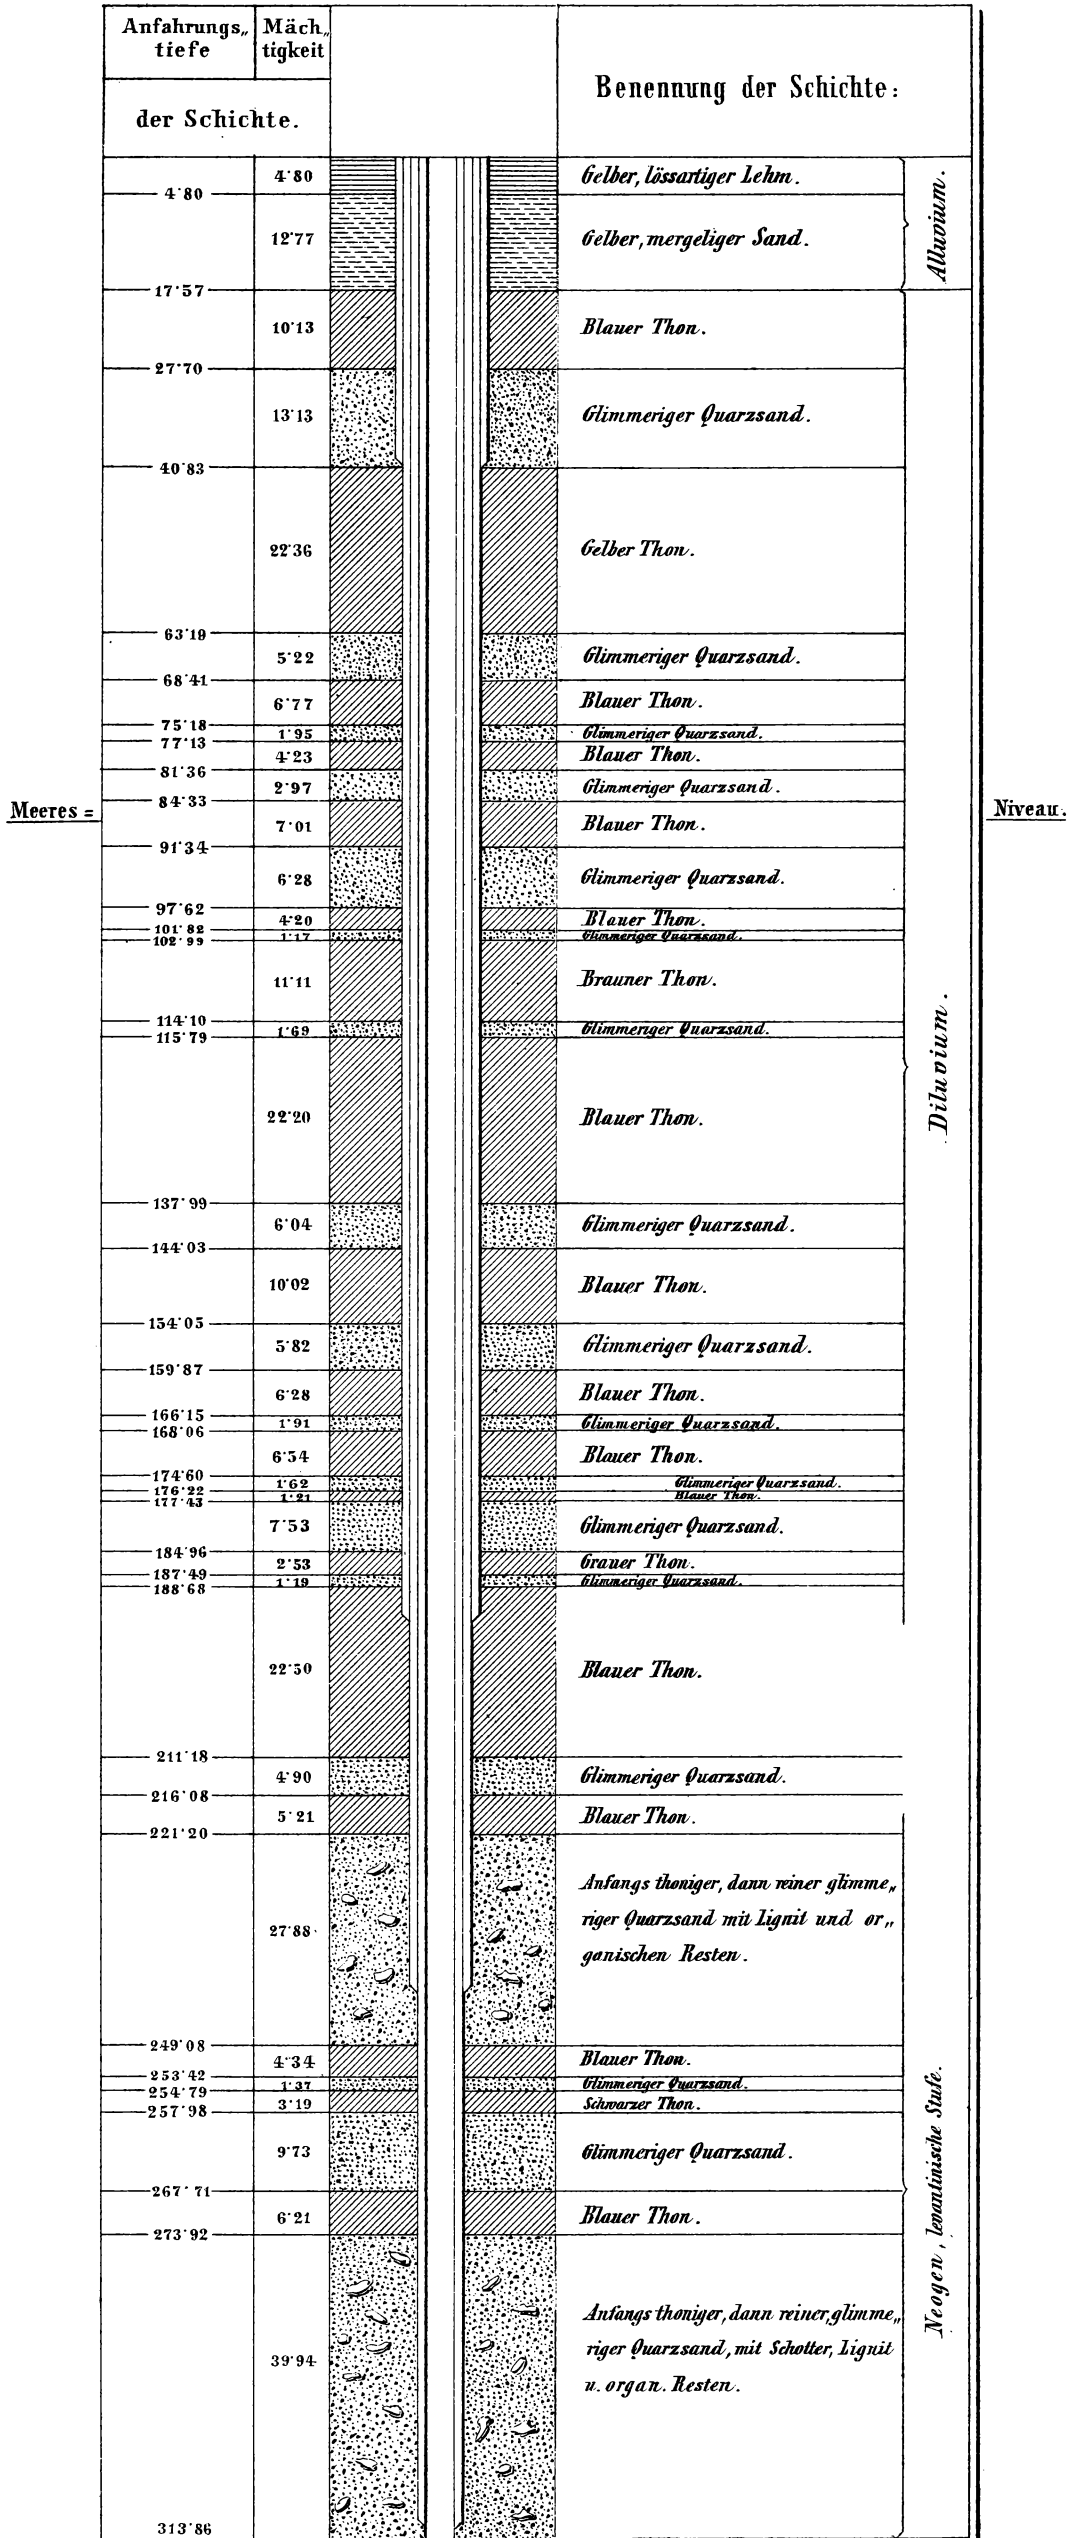 Anfahrungs„
tiefe
Mäch„
tigkeit
der Schichte.
Benennung der Schichte:
4·80 Gelber, lössartiger Lehm.
4·80
12·77 Gelber, mergeliger Sand.
Alluvium.
17·57
10·13 Blauer Thon.
27·70
13·13 Glimmeriger Quarzsand.
40·83
22·36 Gelber Thon.
63·19
5·22 Glimmeriger Quarzsand.
68·41
6·77 Blauer Thon.
75·18
1·95 Glimmeriger Quarzsand.
77·13
4·23 Blauer Thon.
81·36
2·97 Glimmeriger Quarzsand.
84·33
Meeres = Niveau.
7·01 Blauer Thon.
91·34
6·28 Glimmeriger Quarzsand.
97·62
4·20 Blauer Thon.
101·82
1·17 Glimmeriger Quarzsand.
102·99
11·11 Brauner Thon.
114·10
1·69 Glimmeriger Quarzsand.
115·79
Diluvium.
22·20 Blauer Thon.
137·99
6·04 Glimmeriger Quarzsand.
144·03
10·02 Blauer Thon.
154·05
5·82 Glimmeriger Quarzsand.
159·87
6·28 Blauer Thon.
166·15
1·91 Glimmeriger Quarzsand.
168·06
6·54 Blauer Thon.
174·60
1·62 Glimmeriger Quarzsand.
176·22
1·21 Blauer Thon.
177·43
7·53 Glimmeriger Quarzsand.
184·96
2·53 Grauer Thon.
187·49
1·19 Glimmeriger Quarzsand.
188·68
22·50 Blauer Thon.
211·18
4·90 Glimmeriger Quarzsand.
216·08
5·21 Blauer Thon.
221·20
Anfangs thoniger, dann reiner glimme„
riger Quarzsand mit Lignit und or„
27·88
ganischen Resten.
249·08
4·34 Blauer Thon.
253·42
1·37 Glimmeriger Quarzsand.
254·79
3·19 Schwarzer Thon.
257·98
9·73 Glimmeriger Quarzsand.
267·71
6·21 Blauer Thon.
273·92
Neogen, levantinische Stufe.
Anfangs thoniger, dann reiner, glimme„
riger Quarzsand, mit Schotter, Lignit
39·94
u. organ. Resten.
313·86